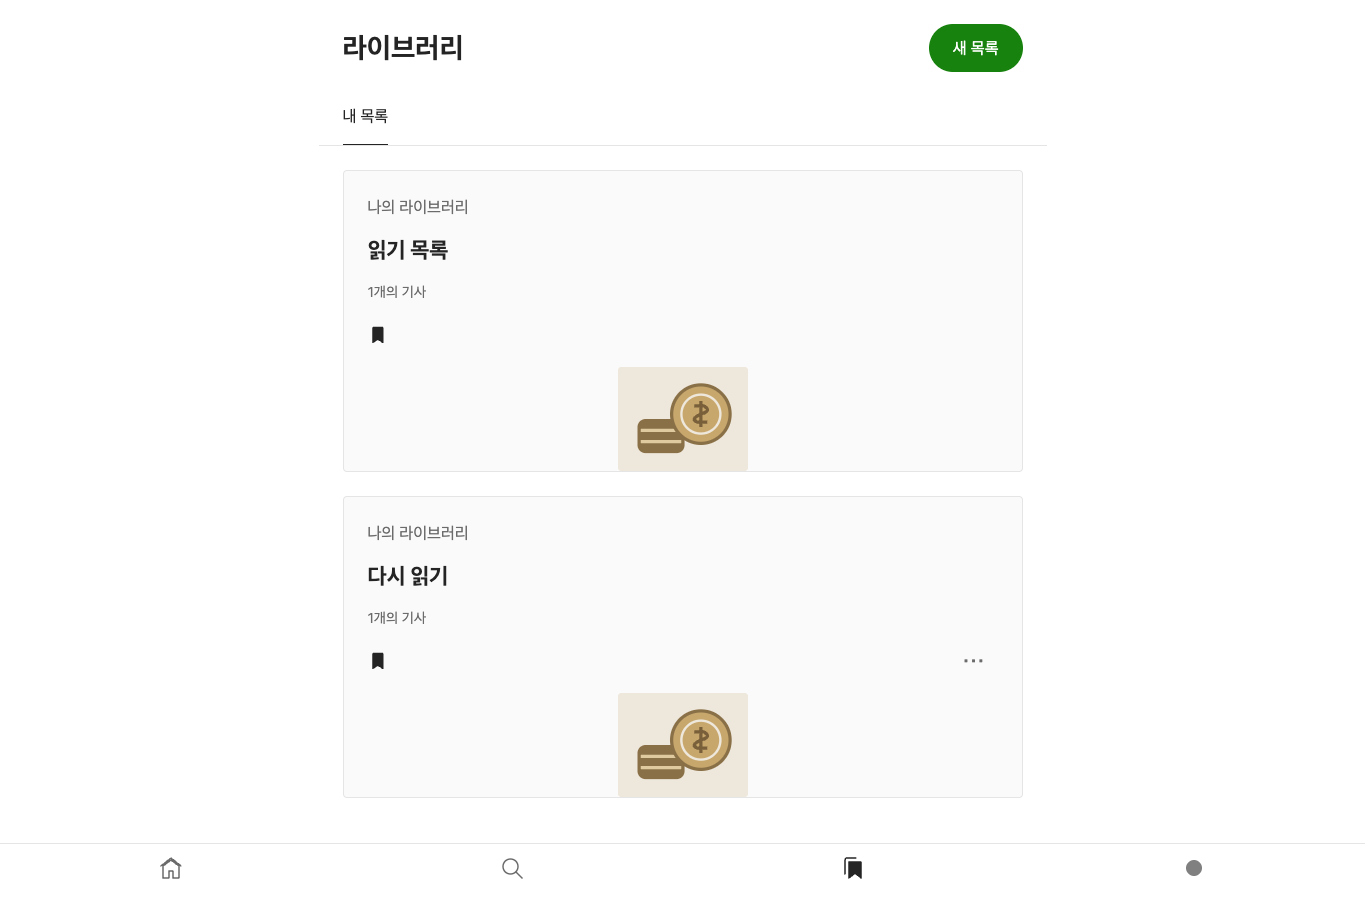 라이브러리
새 목록
내 목록
나의 라이브러리
읽기 목록
1개의 기사
나의 라이브러리
다시 읽기
1개의 기사